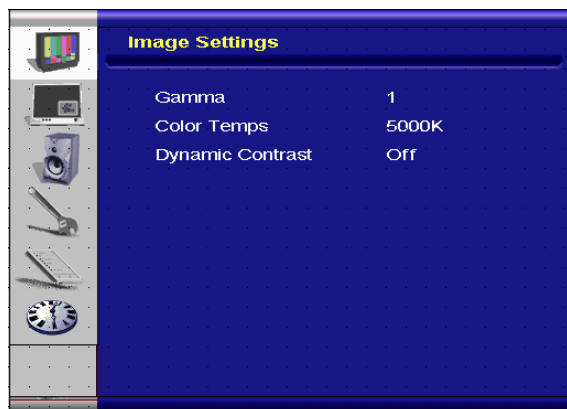 Image Settings
Gamma 1
Color Temps 5000K
Dynamic Contrast Off